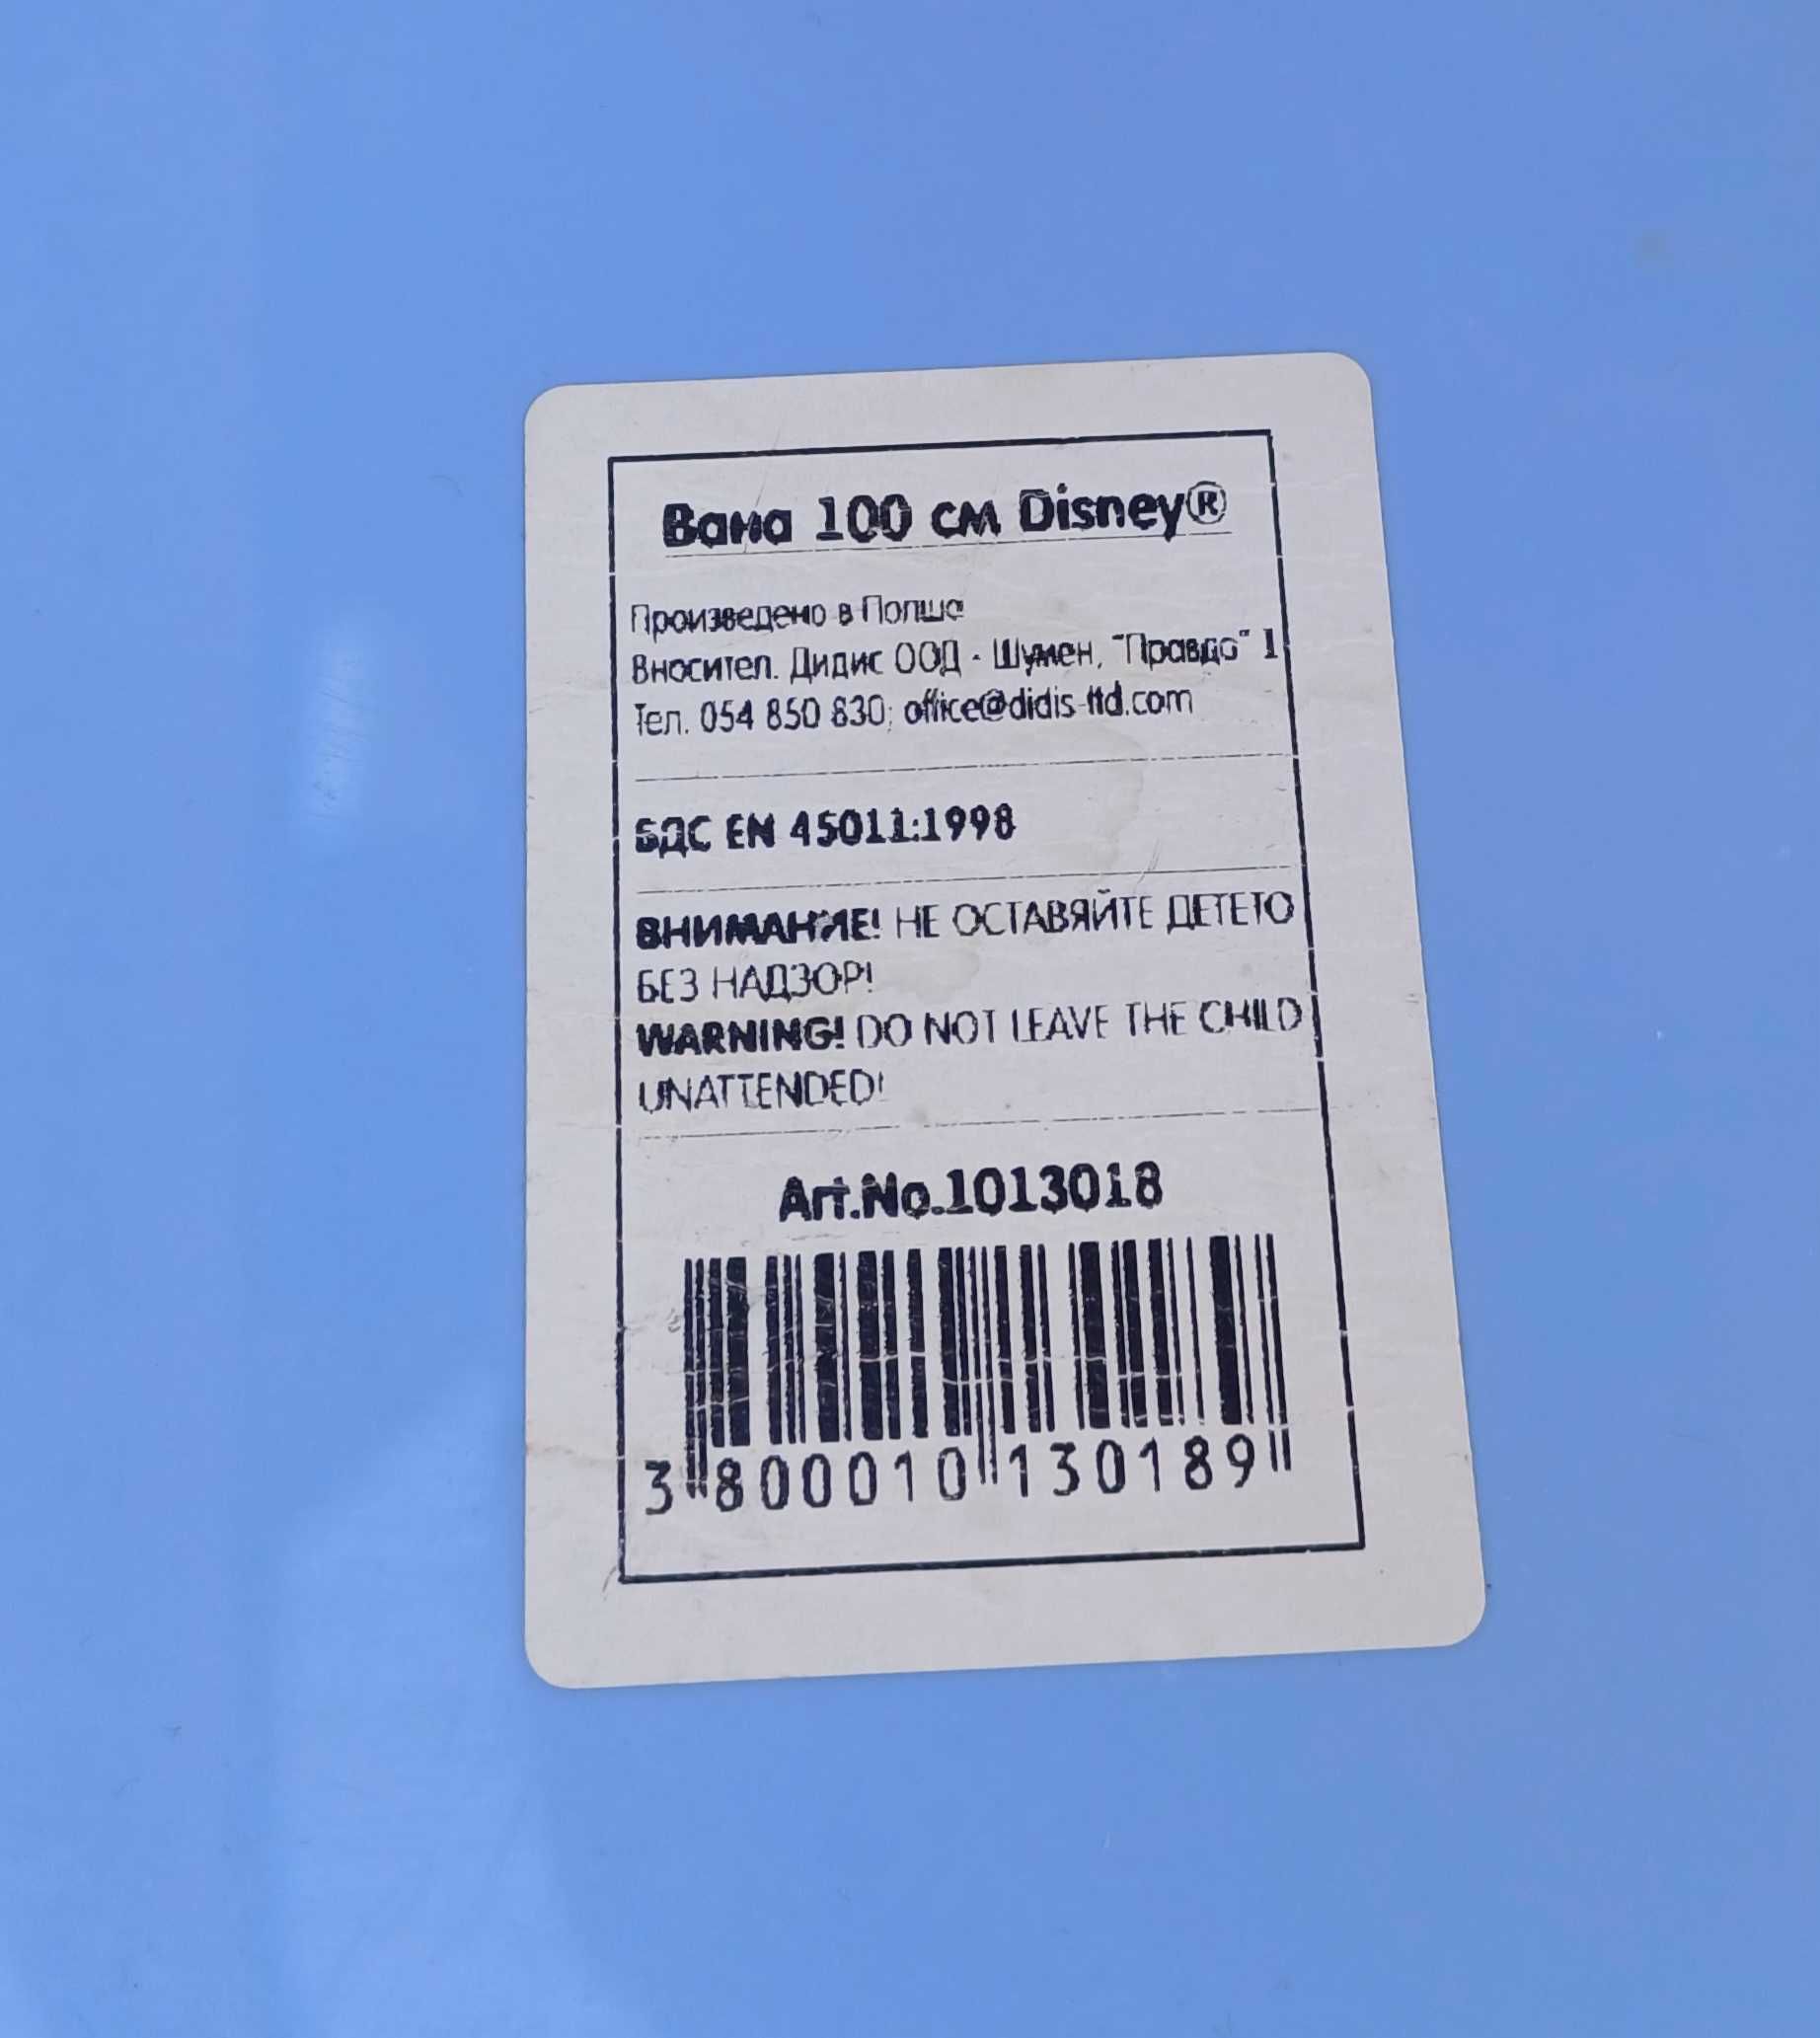 Вана 100 см Disney®
Произведено в Полша
Вносител. Дидис ООД - Шумен, "Правда" 1
Тел. 054 850 830; office@didis-ltd.com
БДС EN 45011:1998
ВНИМАНИЕ! НЕ ОСТАВЯЙТЕ ДЕТЕТО
БЕЗ НАДЗОР!
WARNING! DO NOT LEAVE THE CHILD
UNATTENDED!
Art.No.1013018
3 800010 130189